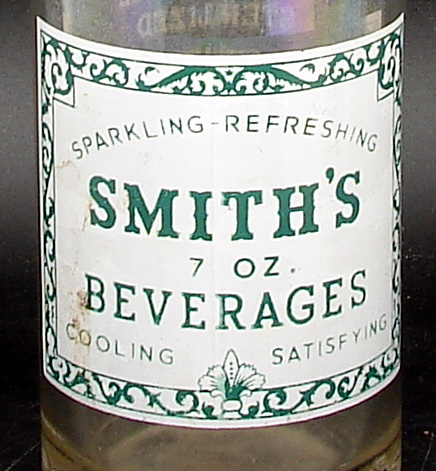 SPARKLING-REFRESHING
SMITH'S
7 OZ.
BEVERAGES
COOLING SATISFYING